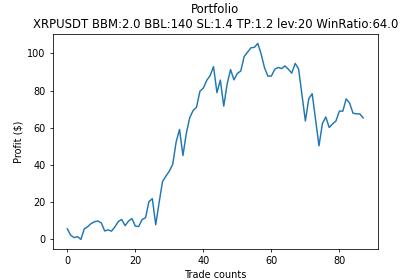 Portfolio
XRPUSDT BBM:2.0 BBL:140 SL:1.4 TP:1.2 lev:20 WinRatio:64.0
100
80
60
40
20
0
Profit ($)
0 20 40 60 80
Trade counts